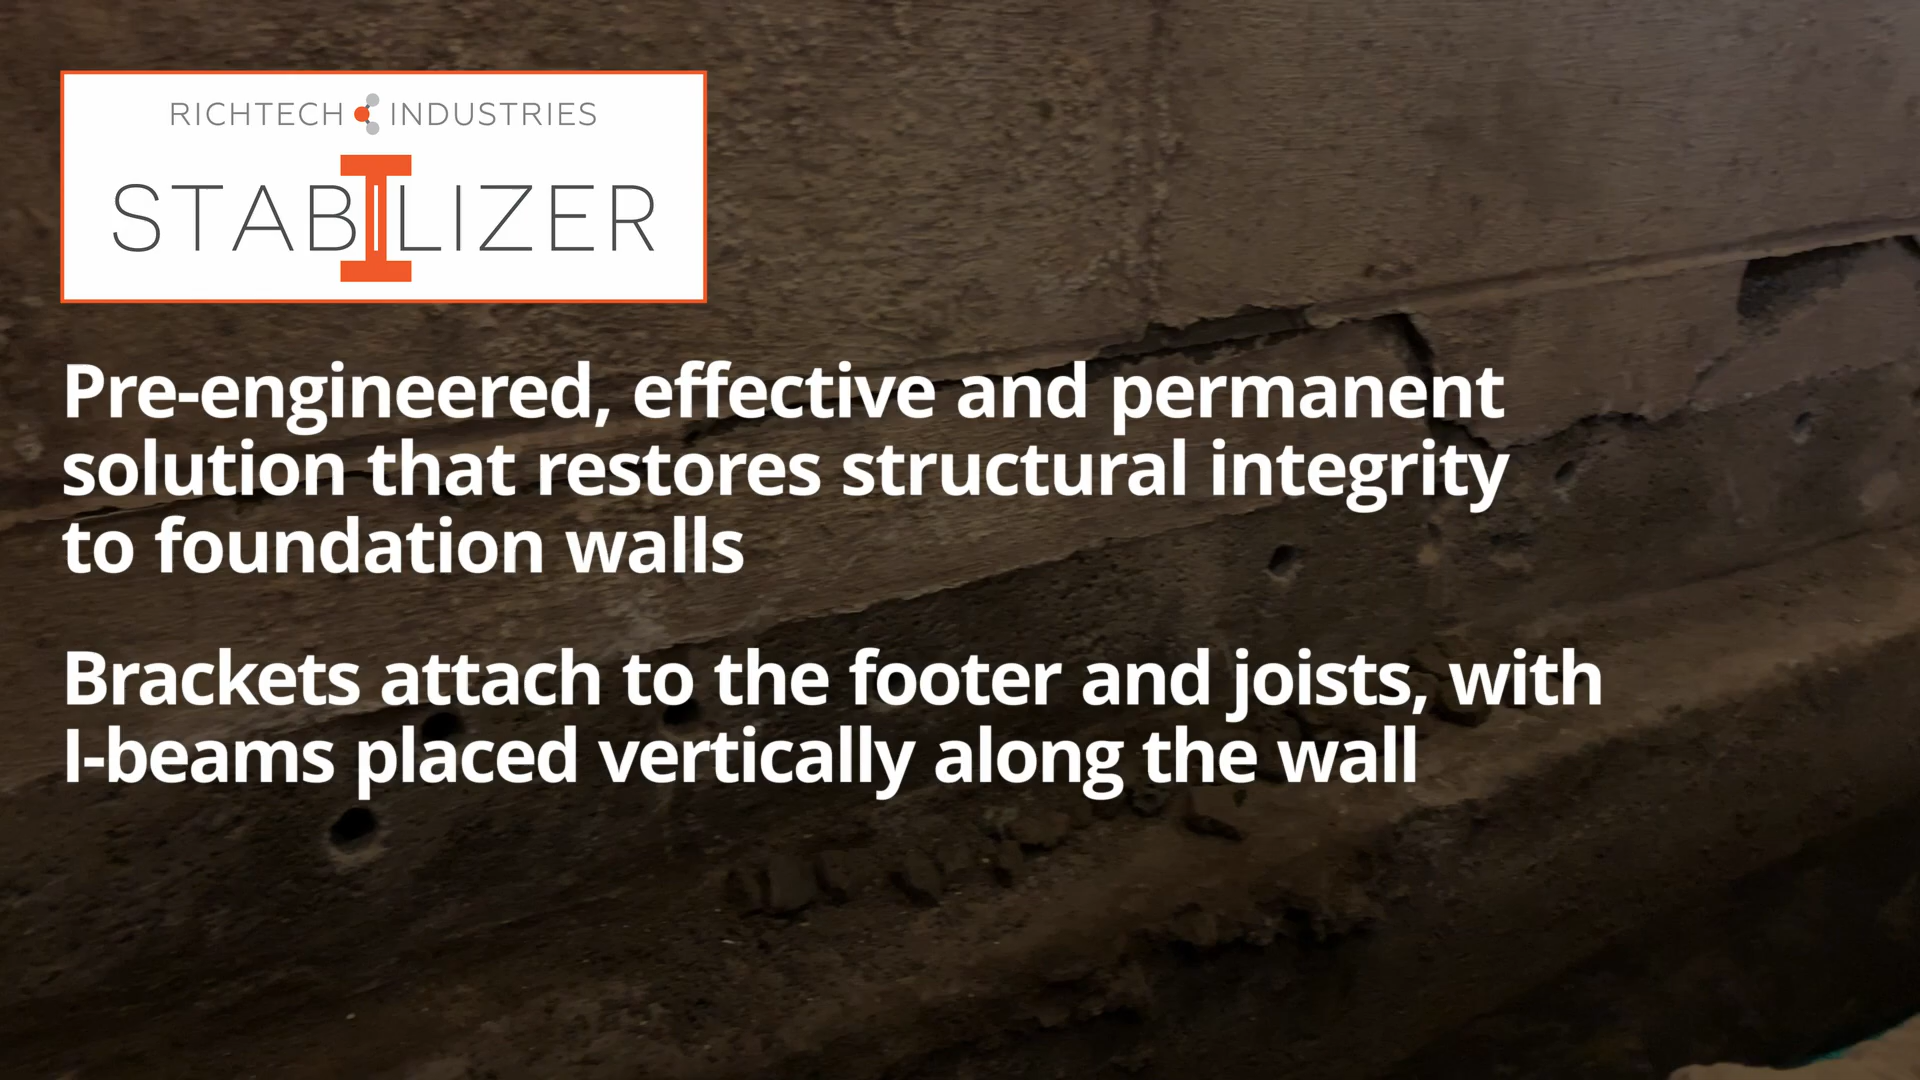 RICHTECH INDUSTRIES
STABILIZER
Pre-engineered, effective and permanent
solution that restores structural integrity
to foundation walls
Brackets attach to the footer and joists, with
I-beams placed vertically along the wall